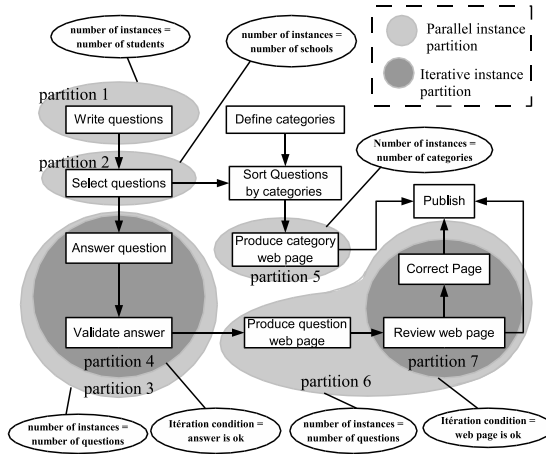 number of instances =
number of students
number of instances =
number of schools
Parallel instance
partition
Iterative instance
partition
partition 1
Write questions
Define categories
partition 2
Select questions
Sort Questions
by categories
Number of instances =
number of categories
Publish
Answer question
Produce category
web page
partition 5
Correct Page
Validate answer
Produce question
web page
Review web page
partition 4
partition 3
partition 7
partition 6
number of instances =
number of questions
Itération condition =
answer is ok
number of instances =
number of questions
Itération condition =
web page is ok